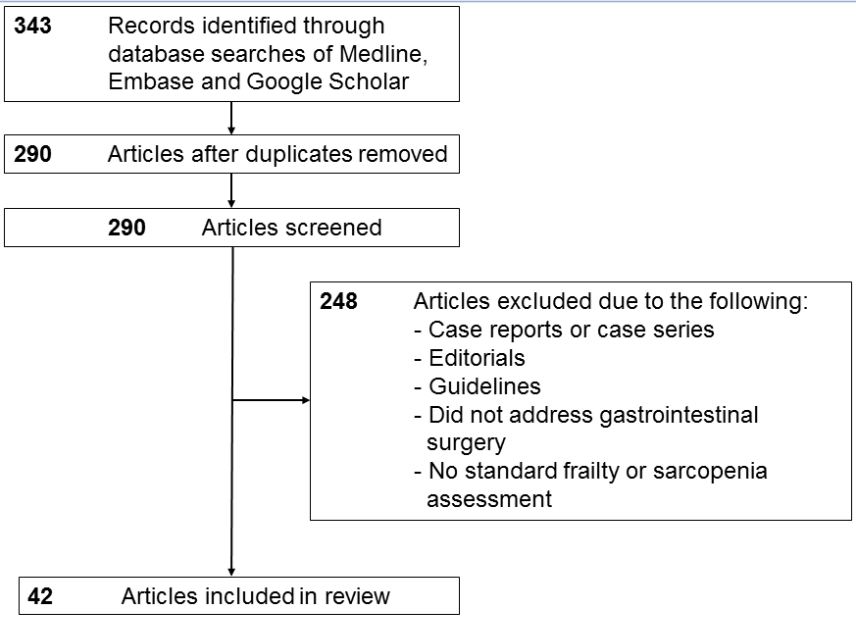 343 Records identified through
database searches of Medline,
Embase and Google Scholar
290 Articles after duplicates removed
290 Articles screened
248 Articles excluded due to the following:
- Case reports or case series
- Editorials
- Guidelines
- Did not address gastrointestinal
surgery
- No standard frailty or sarcopenia
assessment
42 Articles included in review